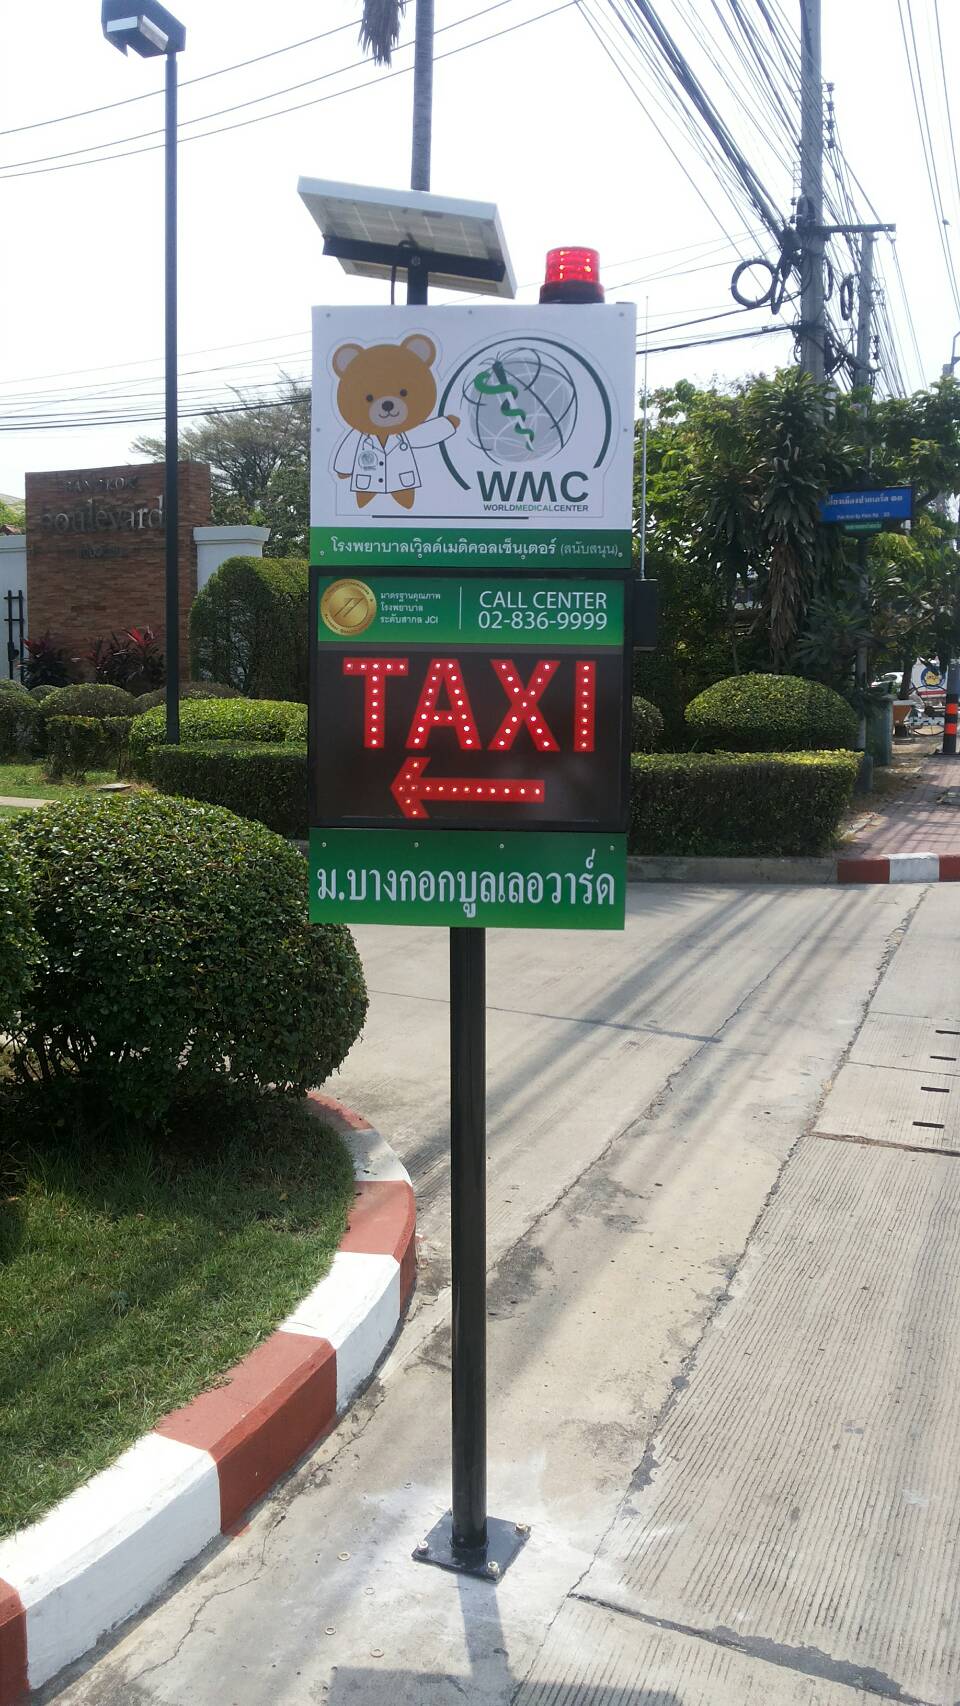 WMC
WMC
WORLDMEDICALCENTER
โรงพยาบาลเวิลด์เมดิคอลเซ็นเตอร์ (สนับสนุน)
มาตรฐานคุณภาพ
โรงพยาบาล
ระดับสากล JCI
CALL CENTER
02-836-9999
TAXI
ม.บางกอกบูลเลอวาร์ด
BANGKOK
Boulevard